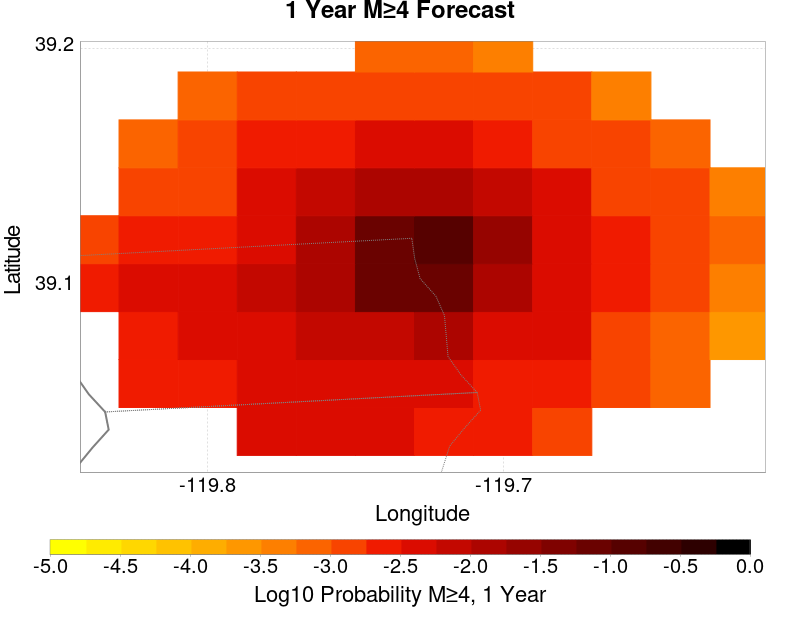 1 Year M≥4 Forecast
39.2
39.1
Latitude
-119.8 -119.7
Longitude
-5.0 -4.5 -4.0 -3.5 -3.0 -2.5 -2.0 -1.5 -1.0 -0.5 0.0
Log10 Probability M≥4, 1 Year